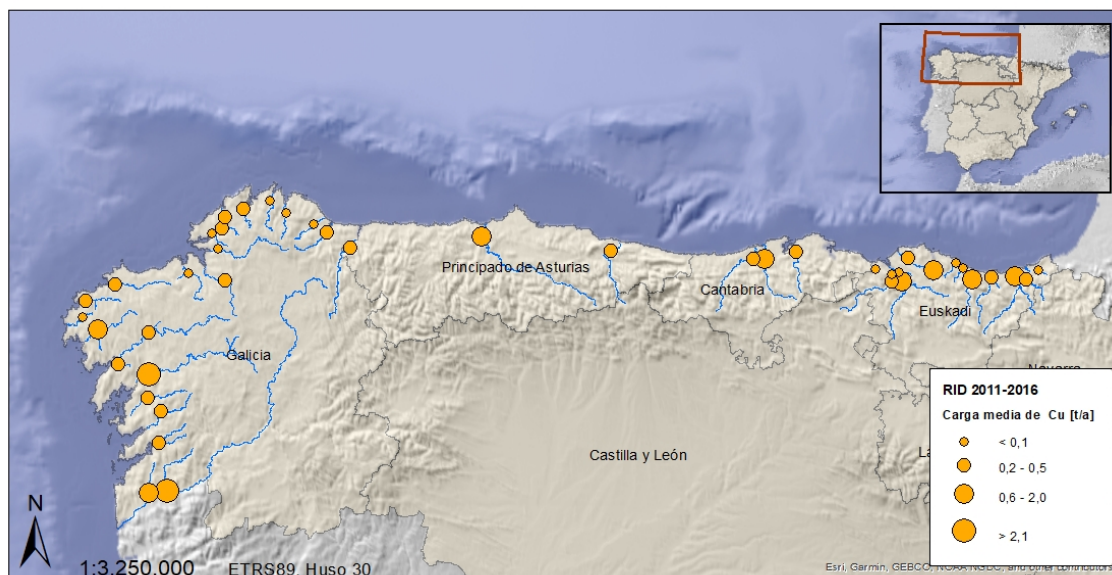 Principado de Asturias
Cantabria
Euskadi
Galicia
Navarra
Castilla y León
RID 2011-2016
Carga media de Cu [t/a]
< 0,1
0,2 - 0,5
0,6 - 2,0
> 2,1
N
1:3.250.000 ETRS89, Huso 30
Esri, Garmin, GEBCO, NOAA NGDC, and other contributors